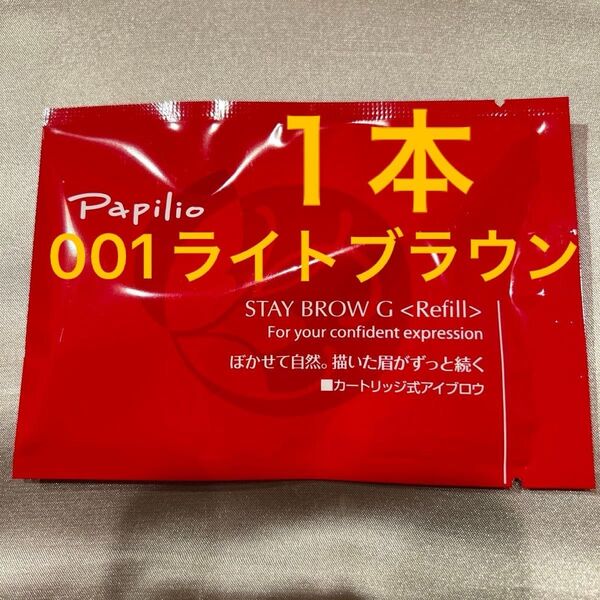 1本
Papilio
001ライトブラウン
STAY BROW G <Refill>
For your confident expression
ぼかせて自然。描いた眉がずっと続く
■カートリッジ式アイブロウ